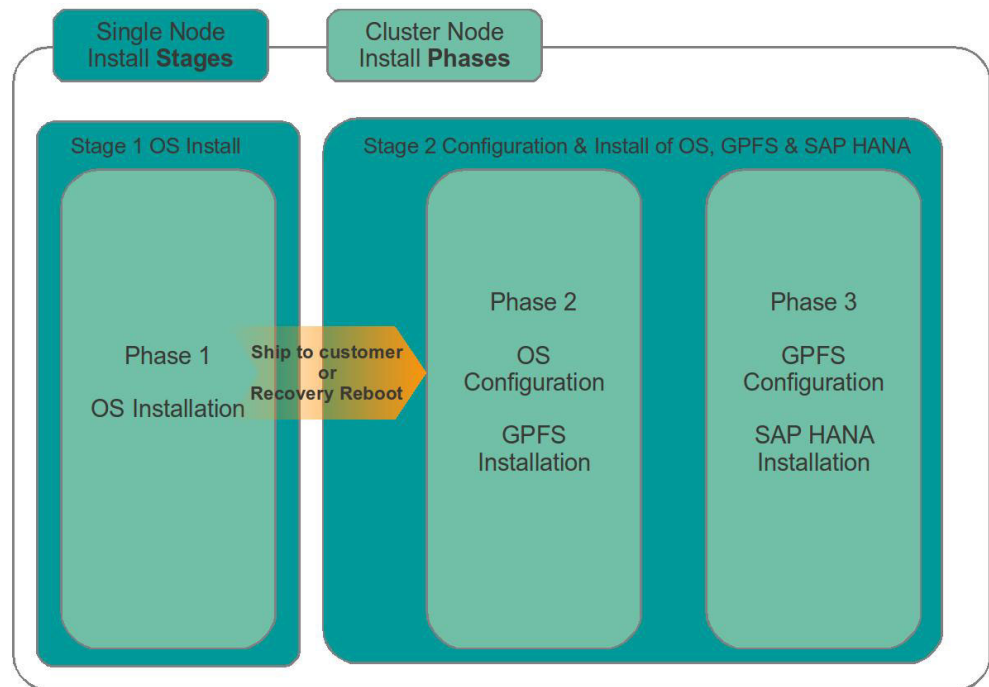 Single Node
Install Stages
Cluster Node
Install Phases
Stage 1 OS Install
Stage 2 Configuration & Install of OS, GPFS & SAP HANA
Phase 1
OS Installation
Ship to customer
or
Recovery Reboot
Phase 2
OS
Configuration
GPFS
Installation
Phase 3
GPFS
Configuration
SAP HANA
Installation